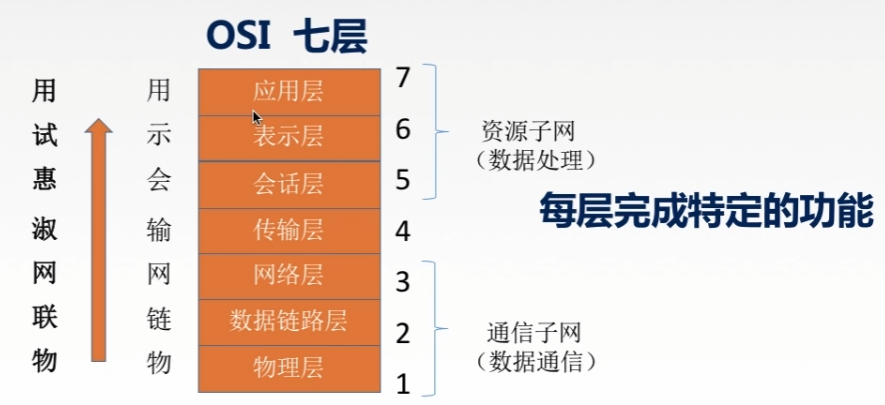 OSI 七层
用 用 应用层 7
试 示 表示层 6
惠 会 会话层 5
淑 输 传输层 4
网 网 网络层 3
联 链 数据链路层 2
物 物 物理层 1
资源子网
（数据处理）
每层完成特定的功能
通信子网
（数据通信）